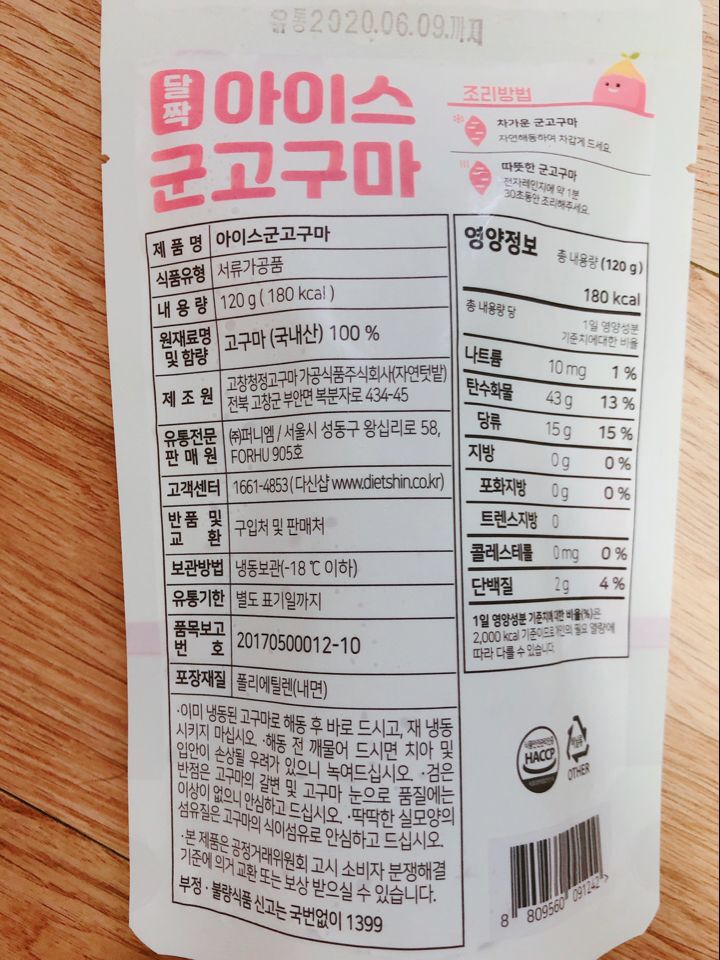 유통2020.06.09.까지
달짝
아이스
군고구마
조리방법
차가운 군고구마
자연해동하여 차갑게 드세요.
따뜻한 군고구마
전자레인지에 약 1분
30초동안 조리해주세요.
제 품 명 아이스군고구마
식품유형 서류가공품
내 용 량 120 g ( 180 kcal )
원재료명
및 함량
고구마 (국내산) 100 %
제 조 원
고창청정고구마 가공식품주식회사(자연텃밭)
전북 고창군 부안면 복분자로 434-45
유통전문
판 매 원
㈜퍼니엠 / 서울시 성동구 왕십리로 58,
FORHU 905호
고객센터 1661-4853 ( 다신샵 www.dietshin.co.kr)
반 품 및
교 환
구입처 및 판매처
보관방법 냉동보관(-18 ℃ 이하)
유통기한 별도 표기일까지
품목보고
번 호
20170500012-10
포장재질 폴리에틸렌(내면)
·이미 냉동된 고구마로 해동 후 바로 드시고, 재 냉동
시키지 마십시오. ·해동 전 깨물어 드시면 치아 및
입안이 손상될 우려가 있으니 녹여드십시오. ·검은
반점은 고구마의 갈변 및 고구마 눈으로 품질에는
이상이 없으니 안심하고 드십시오. ·딱딱한 실모양의
섬유질은 고구마의 식이섬유로 안심하고 드십시오.
·본 제품은 공정거래위원회 고시 소비자 분쟁해결
기준에 의거 교환 또는 보상 받으실 수 있습니다.
부정 · 불량식품 신고는 국번없이 1399
영양정보
총 내용량 (120 g)
180 kcal
총 내용량 당
1일 영양성분
기준치에대한 비율
나트륨 10 mg 1 %
탄수화물 43 g 13 %
당류 15 g 15 %
지방 0 g 0 %
포화지방 0 g 0 %
트랜스지방 0
콜레스테롤 0 mg 0 %
단백질 2 g 4 %
1일 영양성분 기준치에대한 비율(%)은
2,000 kcal 기준이므로 개인의 필요 열량에
따라 다를 수 있습니다.
HACCP
OTHER
8 809560 091242 >